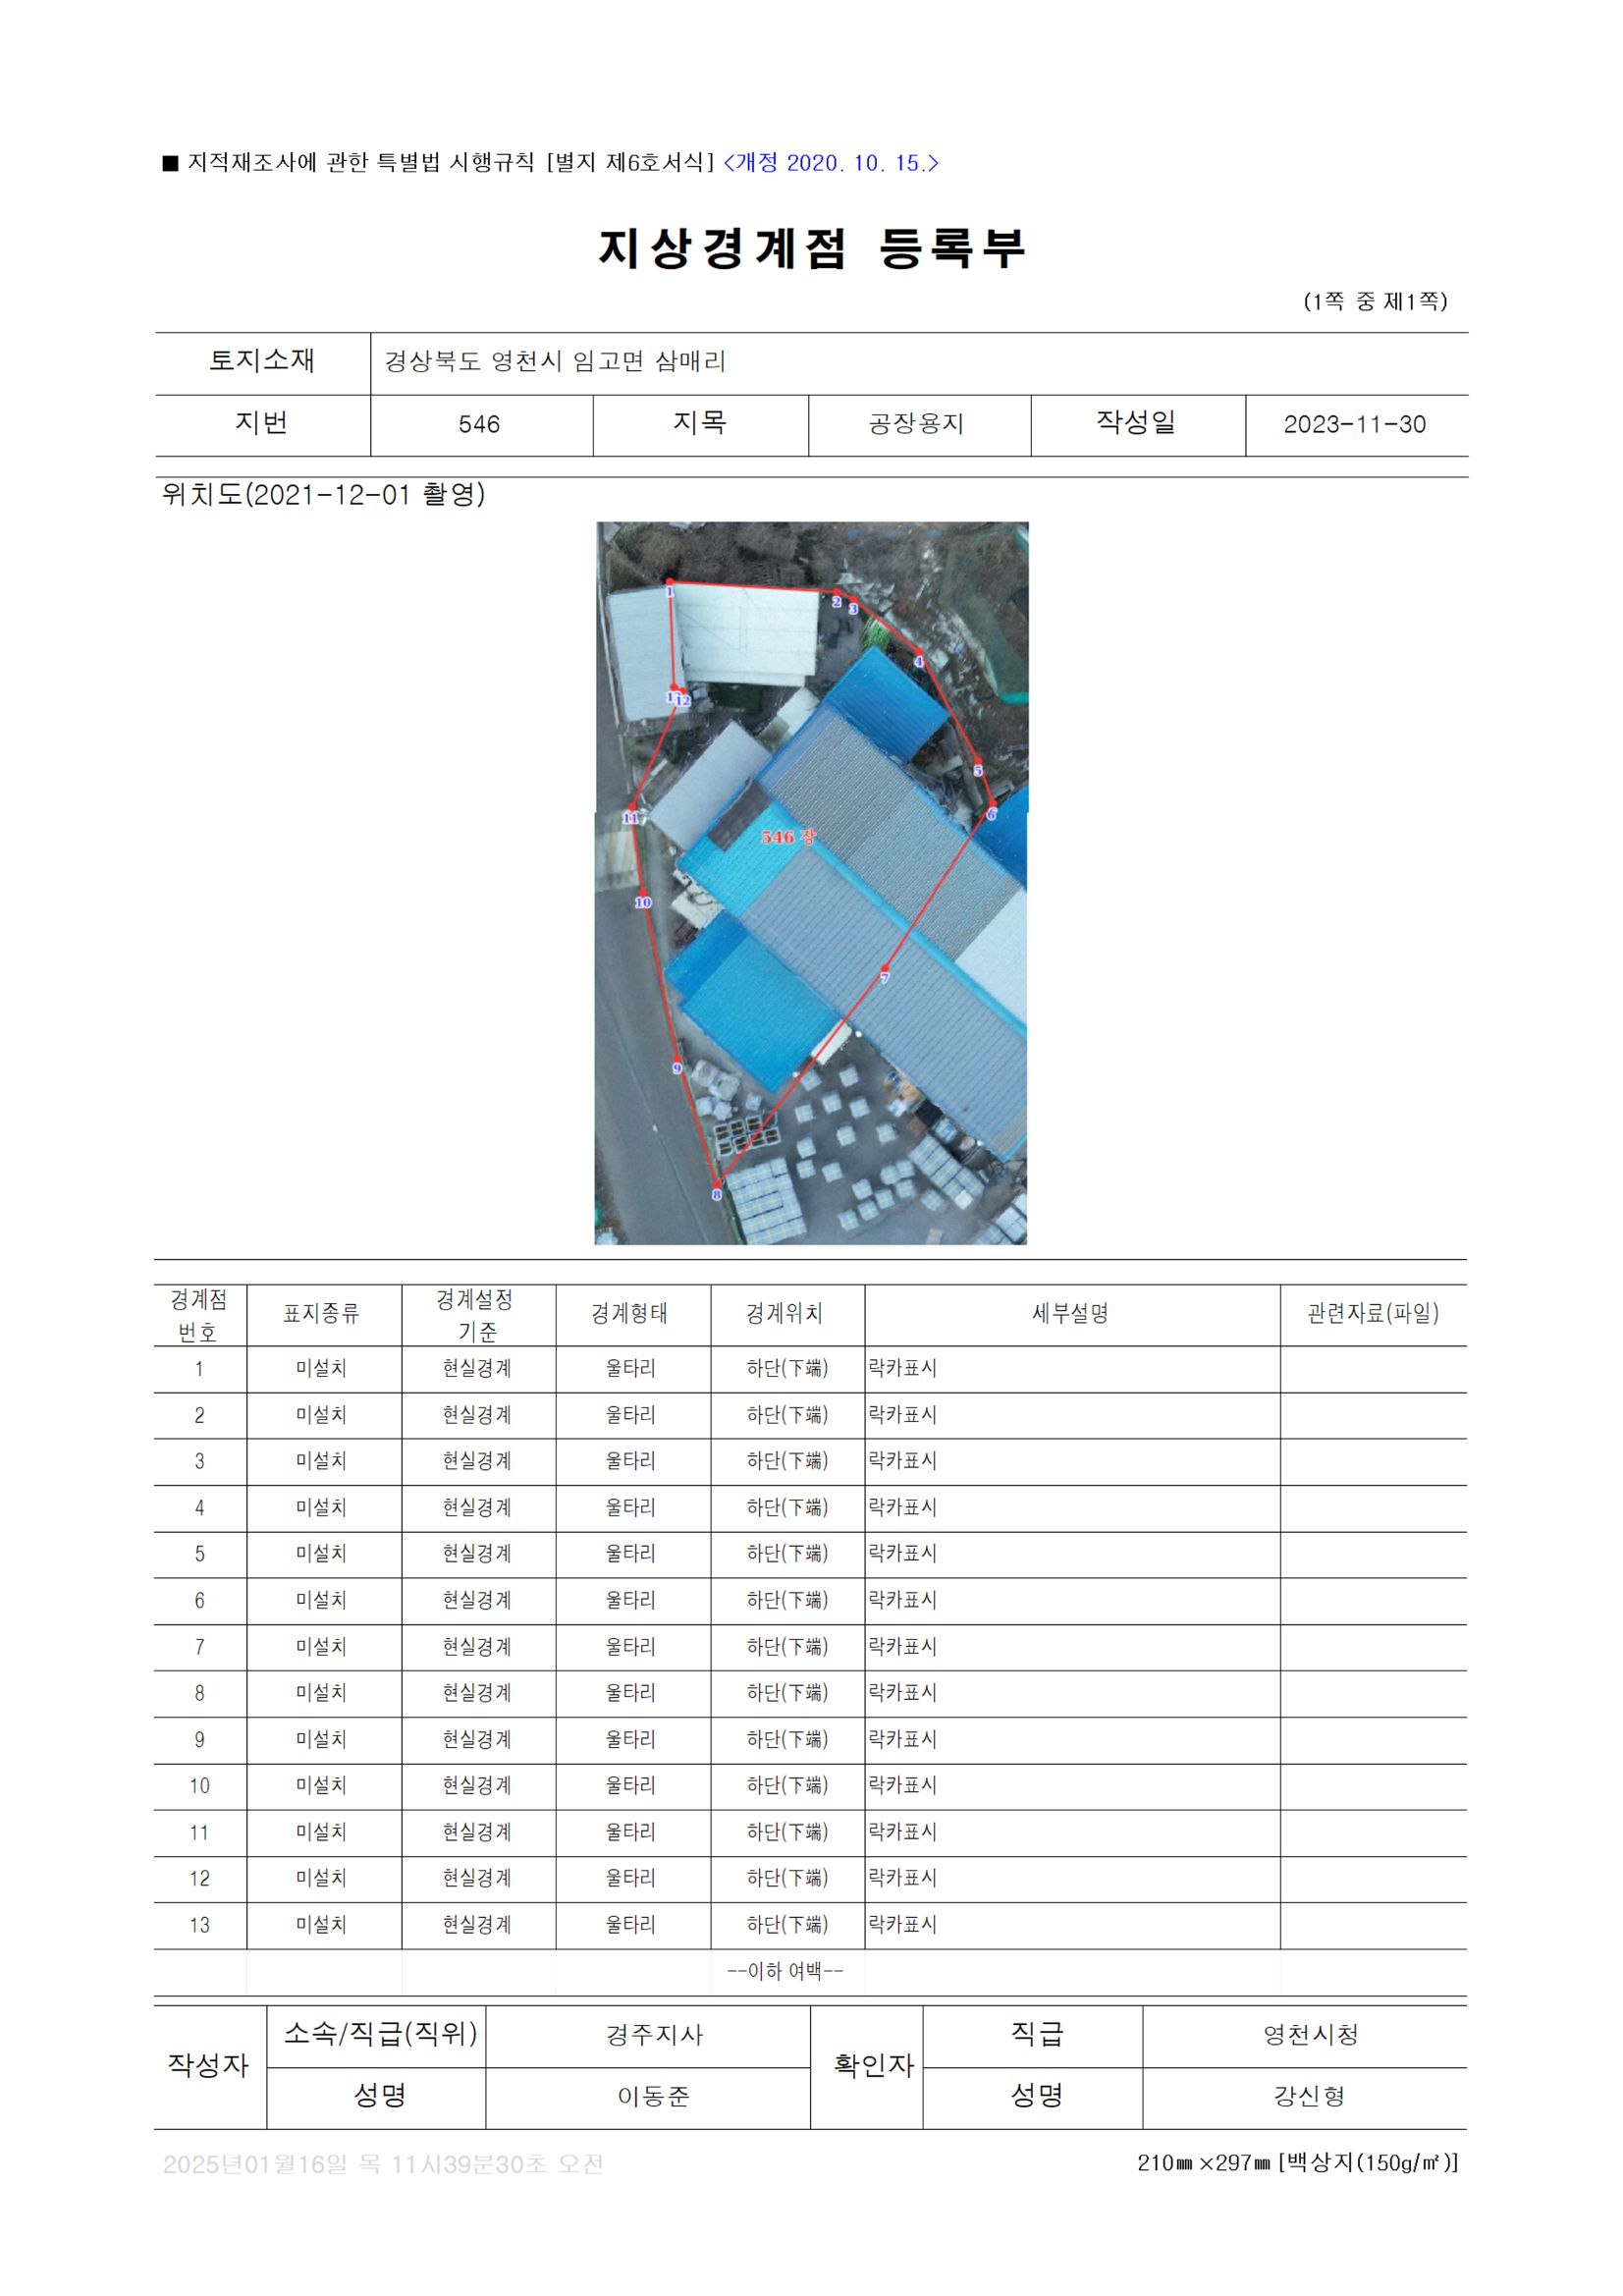 ■ 지적재조사에 관한 특별법 시행규칙 [별지 제6호서식] <개정 2020. 10. 15.>
지상경계점 등록부
(1쪽 중 제1쪽)
토지소재 경상북도 영천시 임고면 삼매리
지번 546 지목 공장용지 작성일 2023-11-30
위치도(2021-12-01 촬영)
1
2
3
4
12
5
6
11
546 장
10
7
9
8
경계점 번호 표지종류 경계설정 기준 경계형태 경계위치 세부설명 관련자료(파일)
1 미설치 현실경계 울타리 하단(下端) 락카표시
2 미설치 현실경계 울타리 하단(下端) 락카표시
3 미설치 현실경계 울타리 하단(下端) 락카표시
4 미설치 현실경계 울타리 하단(下端) 락카표시
5 미설치 현실경계 울타리 하단(下端) 락카표시
6 미설치 현실경계 울타리 하단(下端) 락카표시
7 미설치 현실경계 울타리 하단(下端) 락카표시
8 미설치 현실경계 울타리 하단(下端) 락카표시
9 미설치 현실경계 울타리 하단(下端) 락카표시
10 미설치 현실경계 울타리 하단(下端) 락카표시
11 미설치 현실경계 울타리 하단(下端) 락카표시
12 미설치 현실경계 울타리 하단(下端) 락카표시
13 미설치 현실경계 울타리 하단(下端) 락카표시
--이하 여백--
작성자 소속/직급(직위) 경주지사 확인자 직급 영천시청
성명 이동준 성명 강신형
2025년01월16일 목 11시39분30초 오전
210㎜×297㎜ [백상지(150g/㎡)]